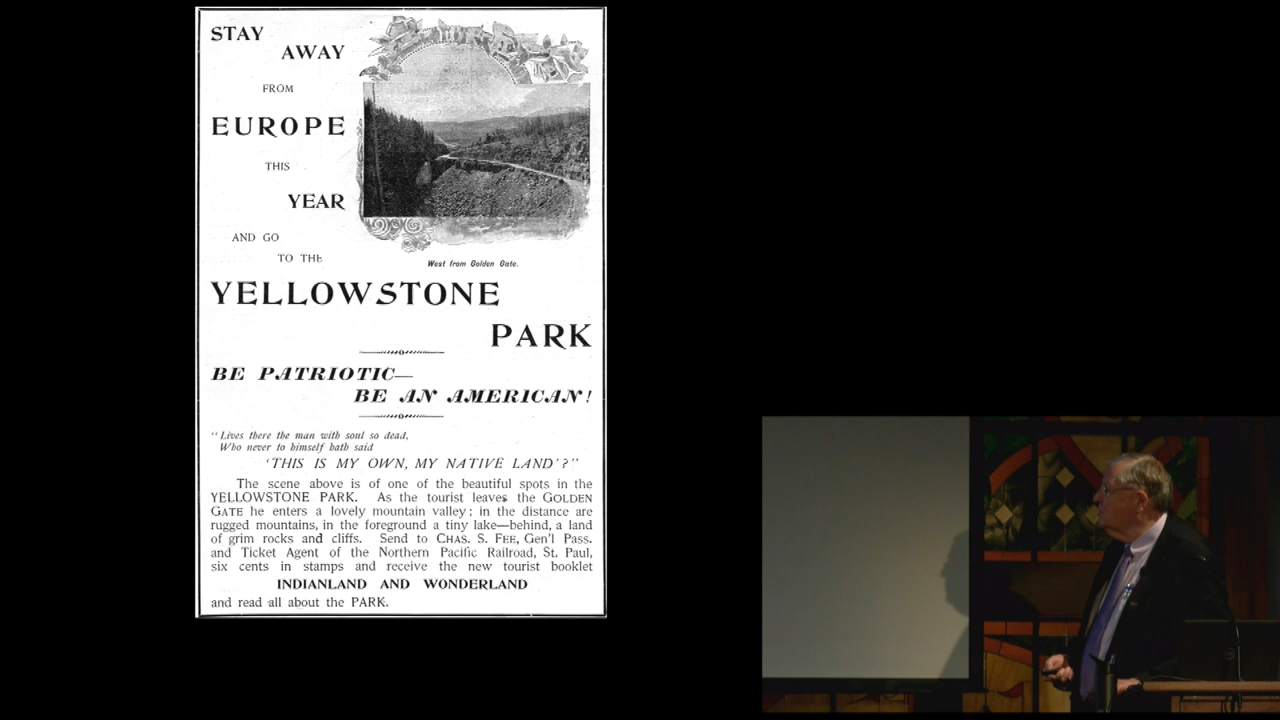 STAY
AWAY
FROM
EUROPE
THIS
YEAR
AND GO
TO THE
West from Golden Gate.
YELLOWSTONE
PARK
BE PATRIOTIC—
BE AN AMERICAN!
"Lives there the man with soul so dead,
Who never to himself hath said
'THIS IS MY OWN, MY NATIVE LAND'?"
The scene above is of one of the beautiful spots in the
YELLOWSTONE PARK. As the tourist leaves the GOLDEN
GATE he enters a lovely mountain valley; in the distance are
rugged mountains, in the foreground a tiny lake—behind, a land
of grim rocks and cliffs. Send to CHAS. S. FEE, Gen'l Pass.
and Ticket Agent of the Northern Pacific Railroad, St. Paul,
six cents in stamps and receive the new tourist booklet
INDIANLAND AND WONDERLAND
and read all about the PARK.